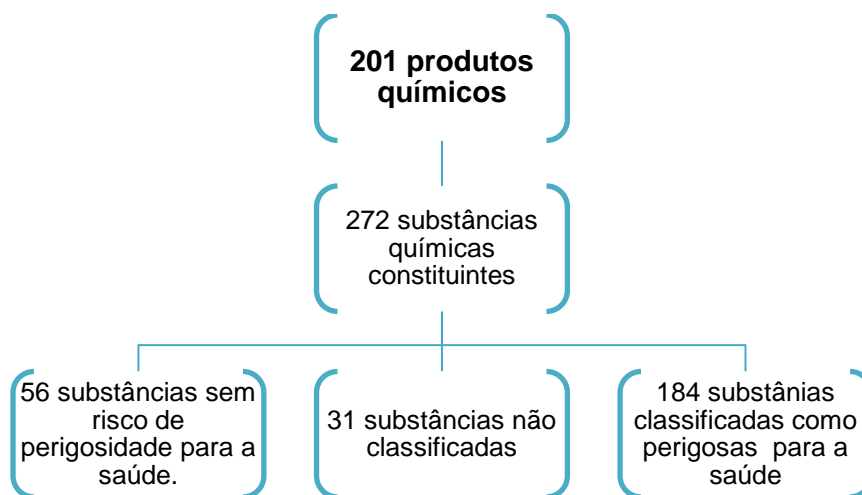 201 produtos
químicos
272 substâncias
químicas
constituintes
56 substâncias sem
risco de
perigosidade para a
saúde.
31 substâncias não
classificadas
184 substânias
classificadas como
perigosas para a
saúde